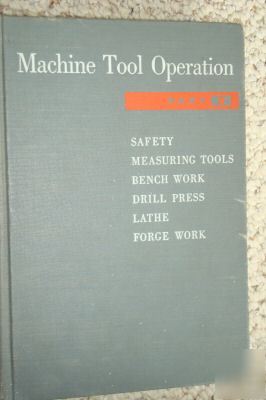 Machine Tool Operation
SAFETY
MEASURING TOOLS
BENCH WORK
DRILL PRESS
LATHE
FORGE WORK